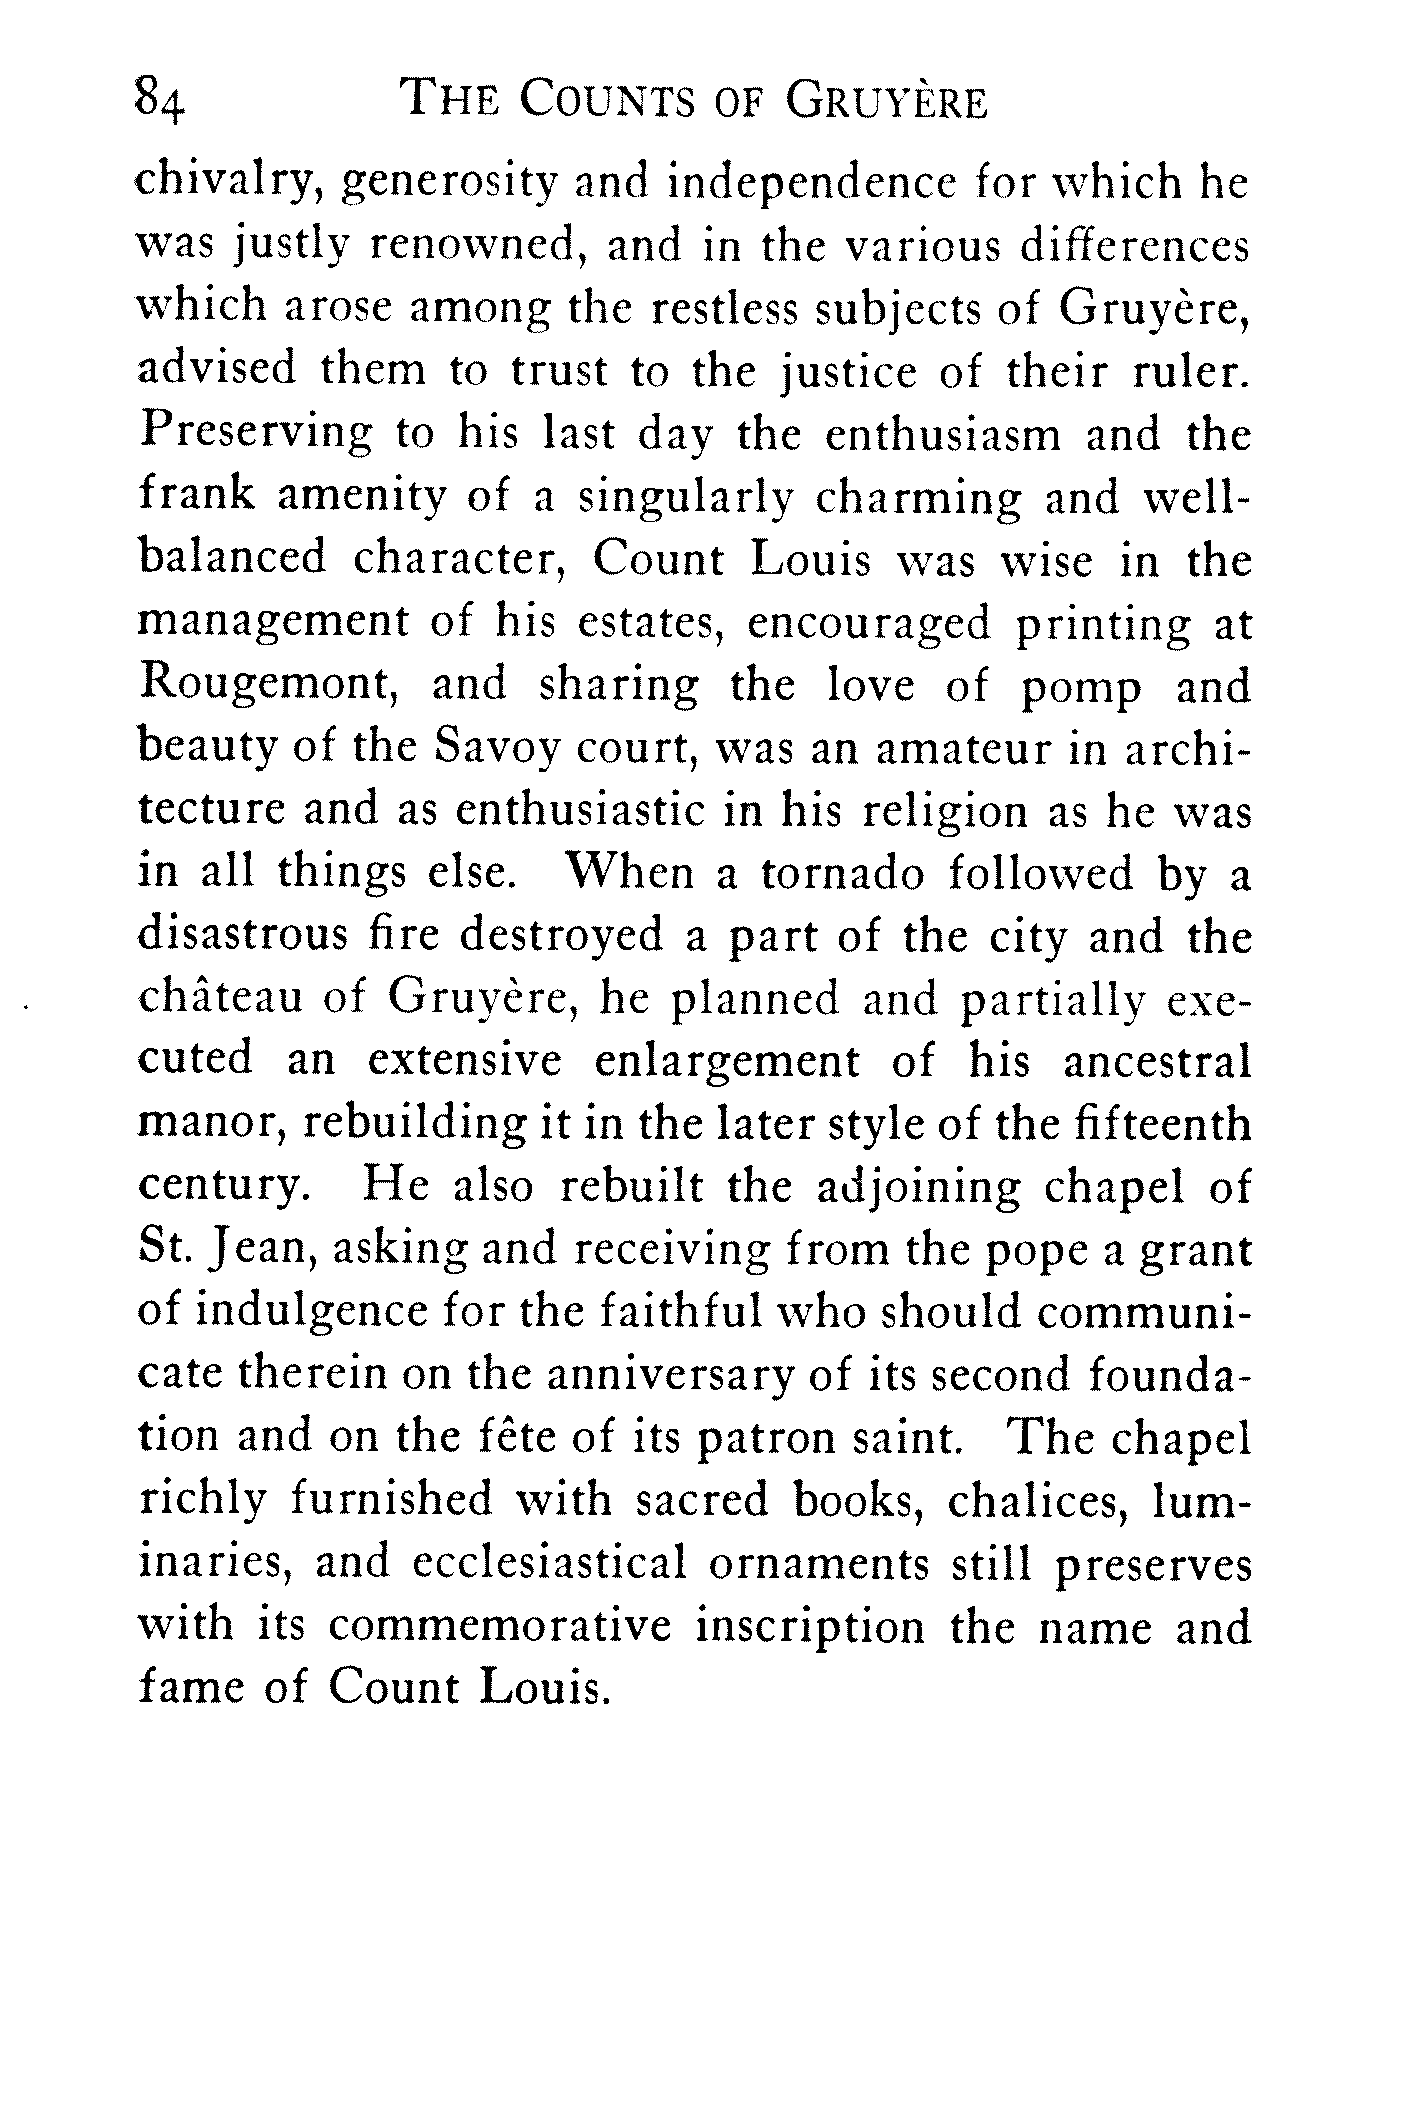 84 THE COUNTS OF GRUYÈRE
chivalry, generosity and independence for which he
was justly renowned, and in the various differences
which arose among the restless subjects of Gruyère,
advised them to trust to the justice of their ruler.
Preserving to his last day the enthusiasm and the
frank amenity of a singularly charming and well-
balanced character, Count Louis was wise in the
management of his estates, encouraged printing at
Rougemont, and sharing the love of pomp and
beauty of the Savoy court, was an amateur in archi-
tecture and as enthusiastic in his religion as he was
in all things else. When a tornado followed by a
disastrous fire destroyed a part of the city and the
château of Gruyère, he planned and partially exe-
cuted an extensive enlargement of his ancestral
manor, rebuilding it in the later style of the fifteenth
century. He also rebuilt the adjoining chapel of
St. Jean, asking and receiving from the pope a grant
of indulgence for the faithful who should communi-
cate therein on the anniversary of its second founda-
tion and on the fête of its patron saint. The chapel
richly furnished with sacred books, chalices, lum-
inaries, and ecclesiastical ornaments still preserves
with its commemorative inscription the name and
fame of Count Louis.